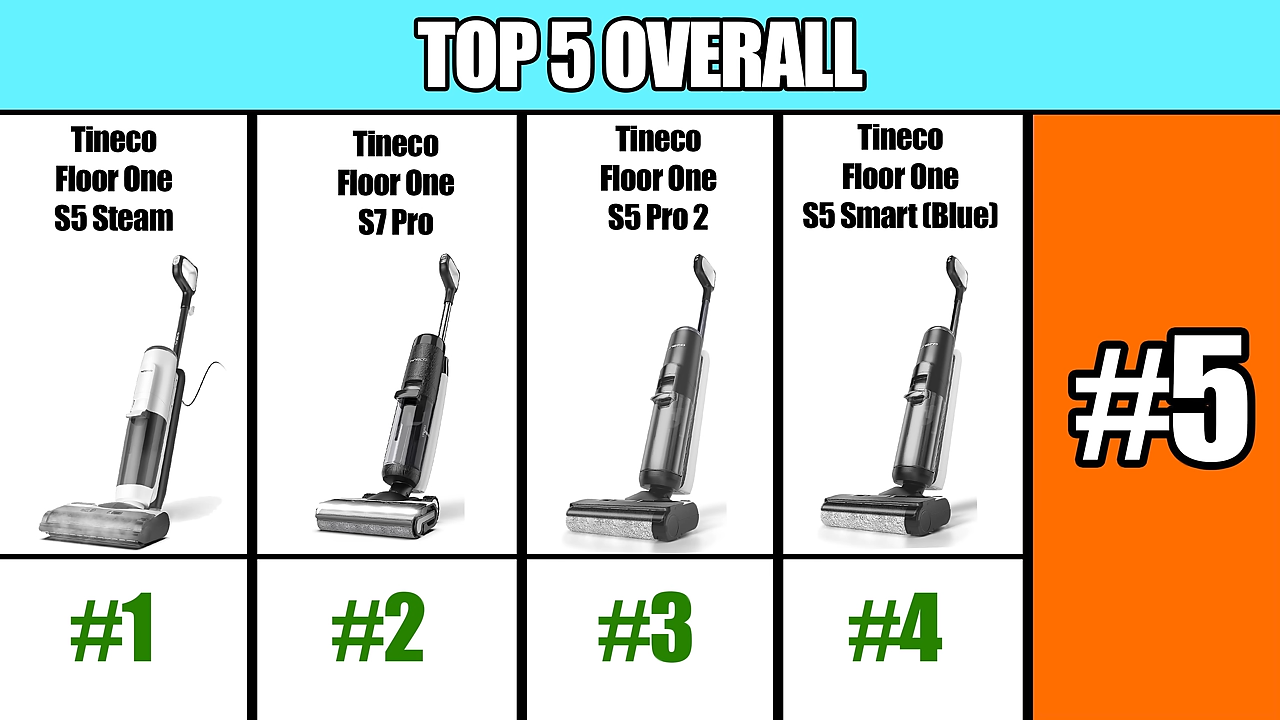 TOP 5 OVERALL
Tineco
Floor One
S5 Steam
Tineco
Floor One
S7 Pro
Tineco
Floor One
S5 Pro 2
Tineco
Floor One
S5 Smart (Blue)
#5
#1
#2
#3
#4